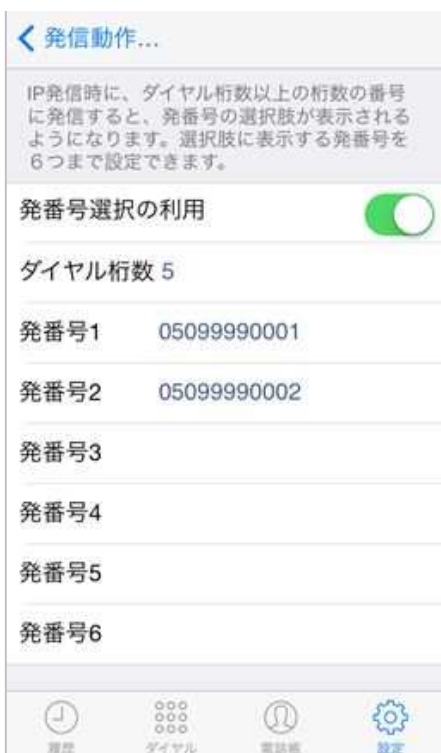 発信動作...
IP発信時に、ダイヤル桁数以上の桁数の番号
に発信すると、発番号の選択肢が表示される
ようになります。選択肢に表示する発番号を
6つまで設定できます。
発番号選択の利用
ダイヤル桁数 5
発番号1 05099990001
発番号2 05099990002
発番号3
発番号4
発番号5
発番号6
履歴 ダイヤル 電話帳 設定